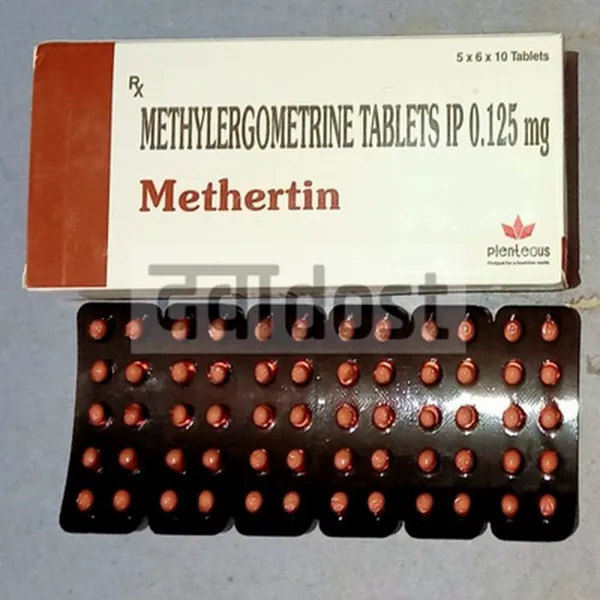 5 x 6 x 10 Tablets
Rx
METHYLERGOMETRINE TABLETS IP 0.125 mg
Methertin
plenteous
दवाdost